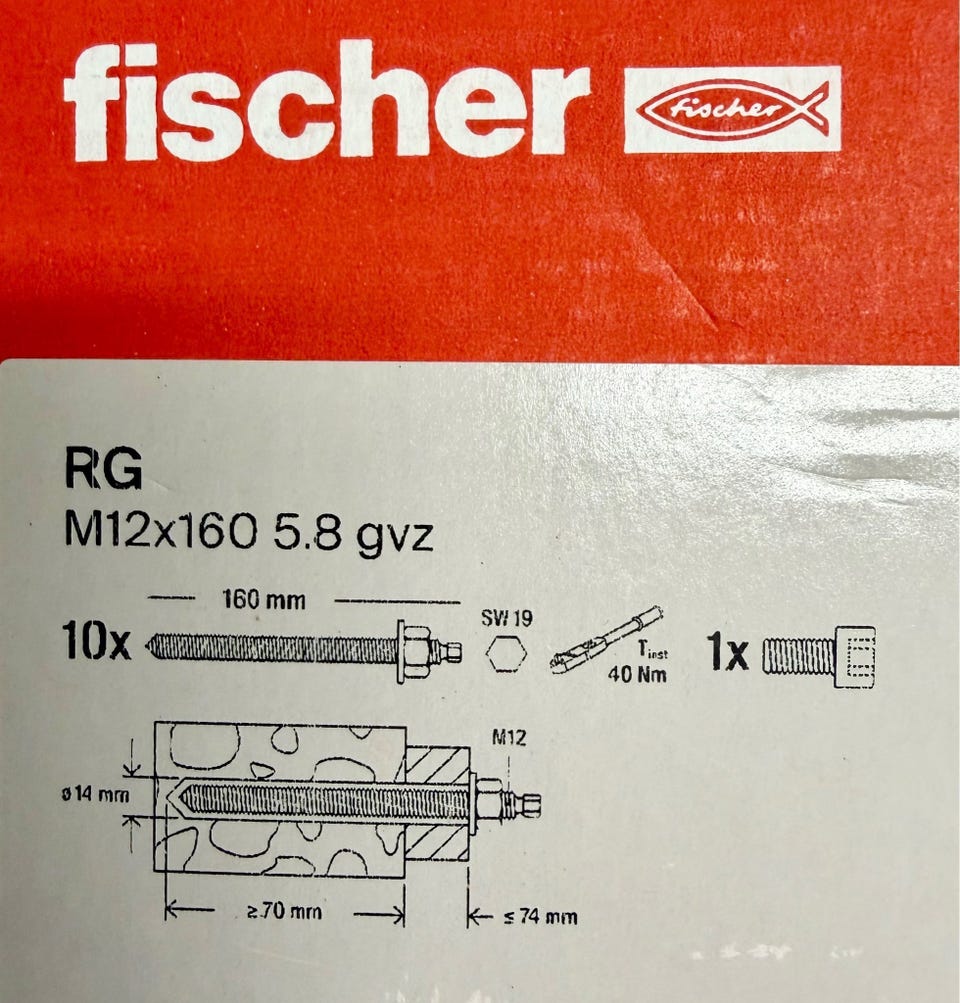 fischer
fischer
RG
M12x160 5.8 gvz
160 mm
10x
SW 19
Tinst
40 Nm
1x
M12
ø14 mm
≥70 mm
≤ 74 mm